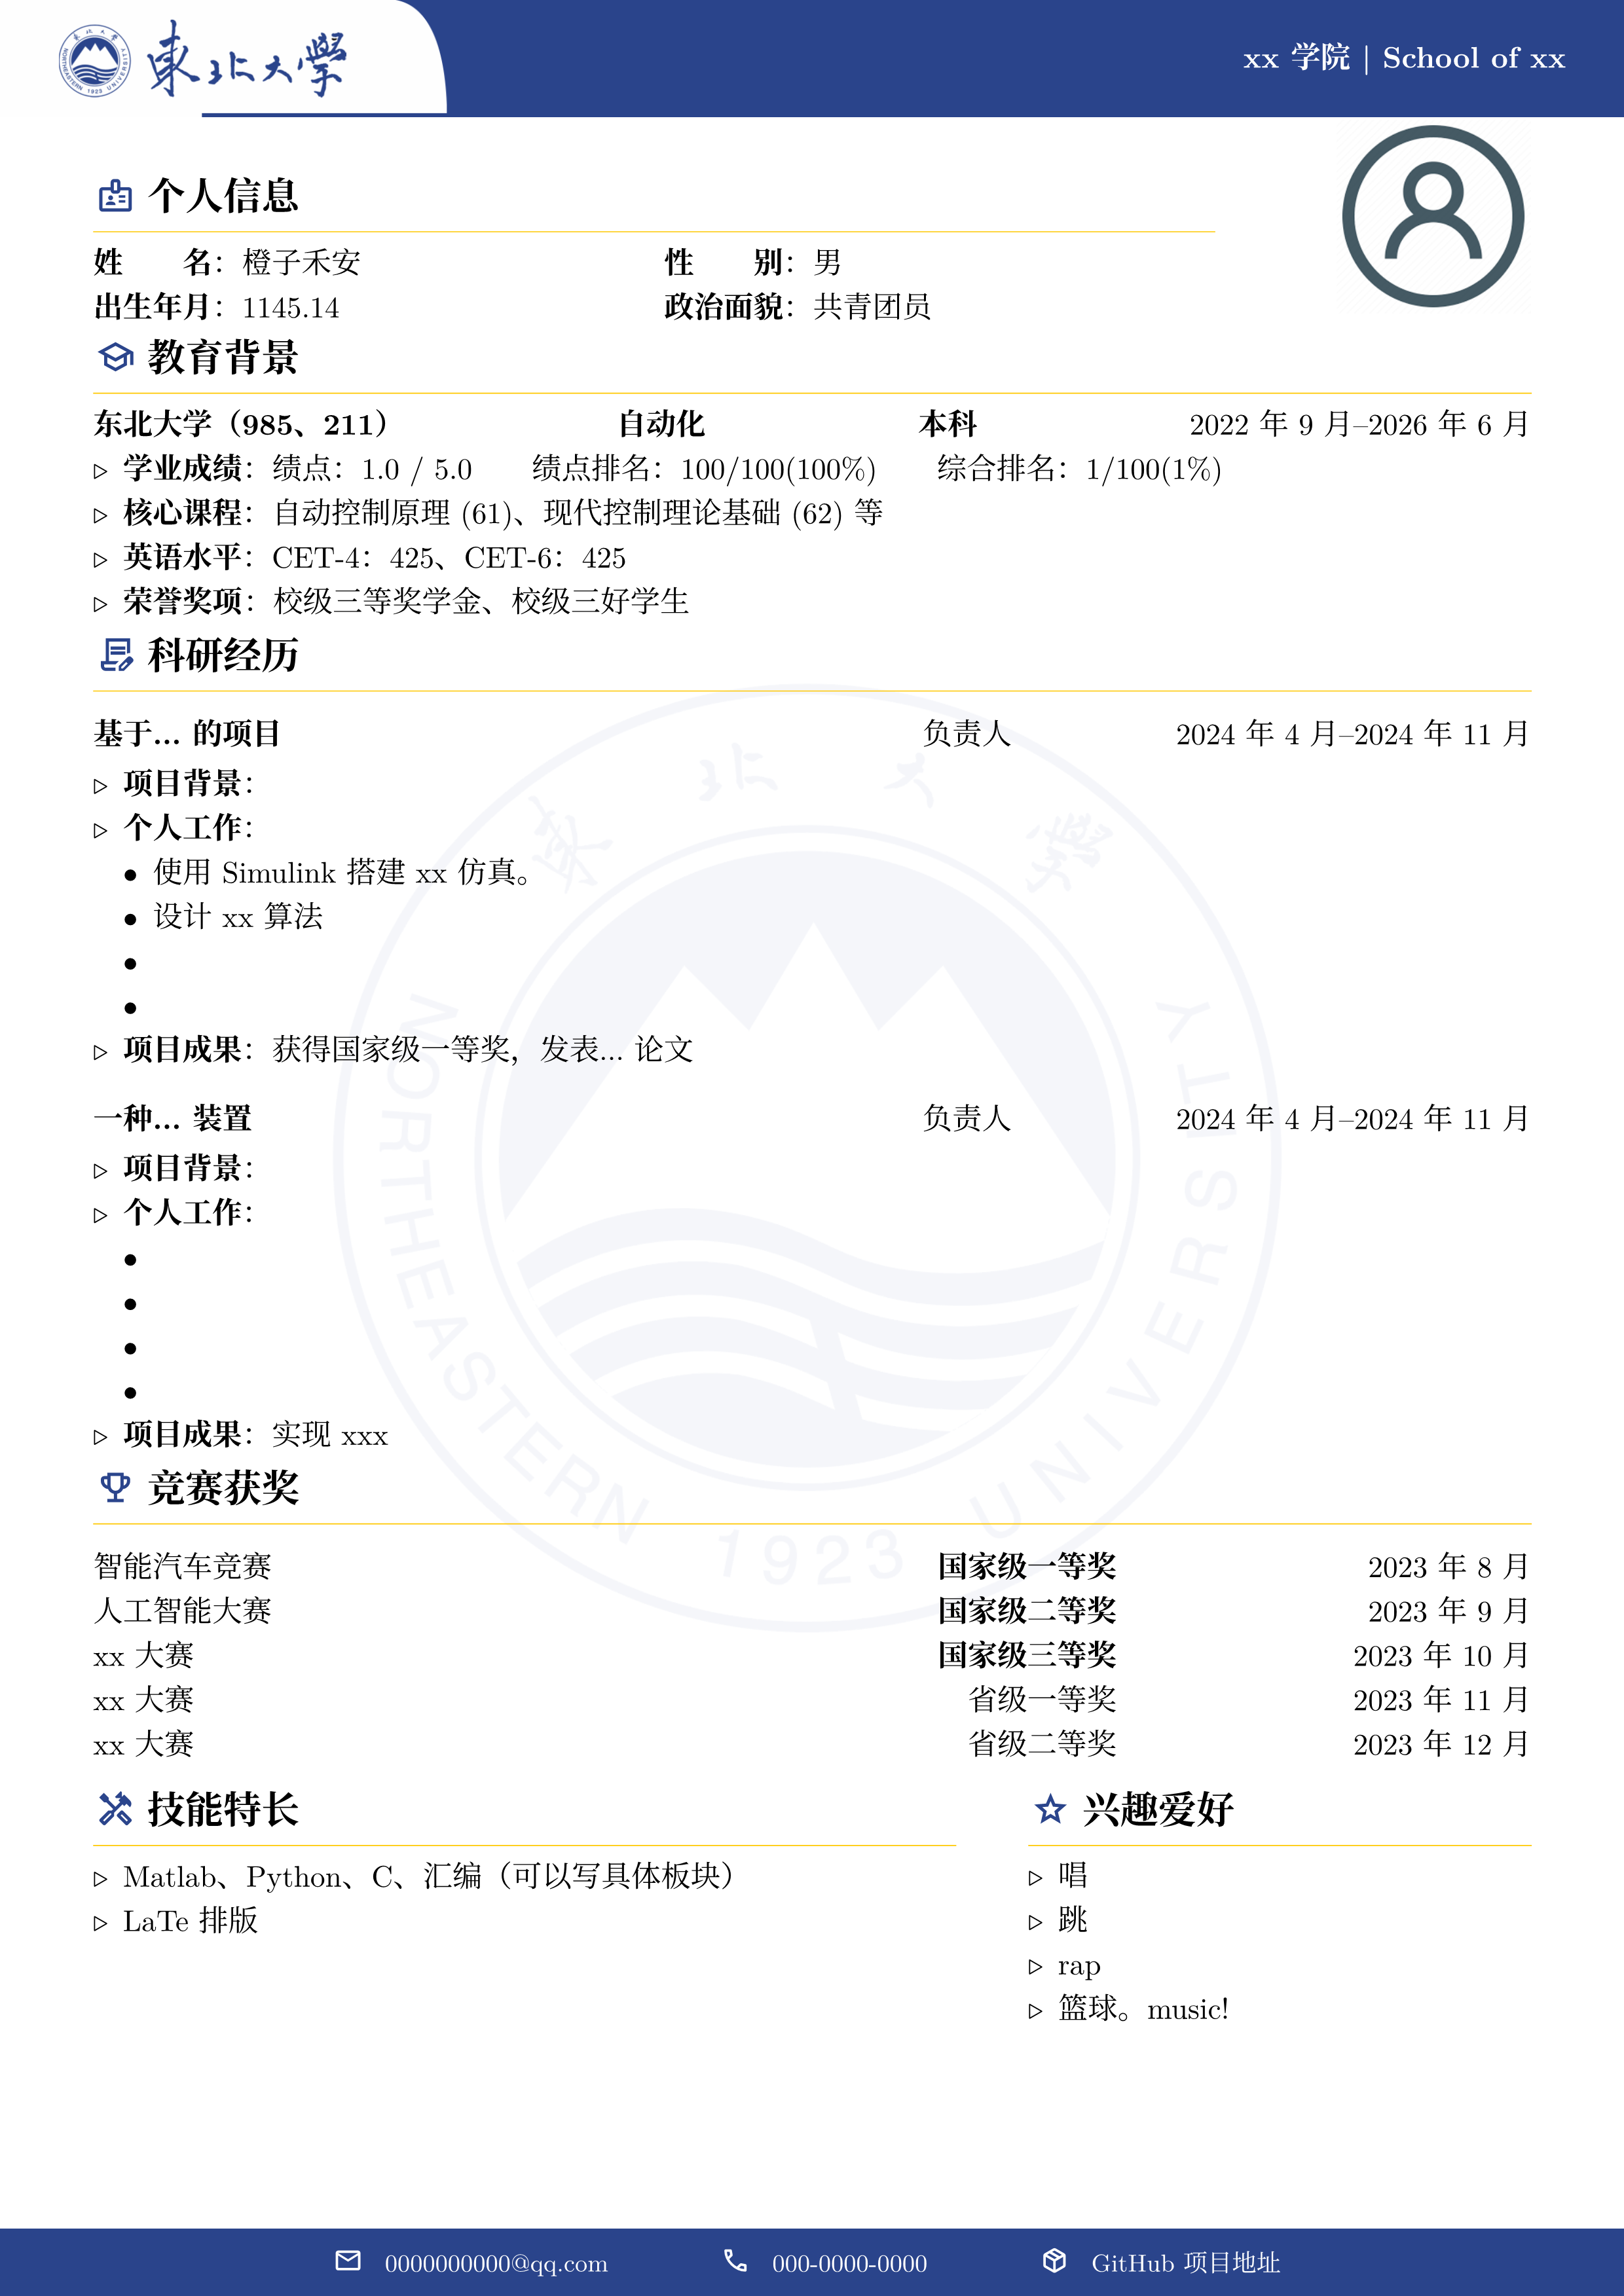 東北大學
NORTHEASTERN 1923 UNIVERSITY
xx 学院 | School of xx
个人信息
姓　　名：橙子禾安　　性　　别：男
出生年月：1145.14　　政治面貌：共青团员
教育背景
东北大学（985、211）　　自动化　　本科　　2022 年 9 月–2026 年 6 月
▷ 学业成绩：绩点：1.0 / 5.0　　绩点排名：100/100(100%)　　综合排名：1/100(1%)
▷ 核心课程：自动控制原理 (61)、现代控制理论基础 (62) 等
▷ 英语水平：CET-4：425、CET-6：425
▷ 荣誉奖项：校级三等奖学金、校级三好学生
科研经历
基于... 的项目　　负责人　　2024 年 4 月–2024 年 11 月
▷ 项目背景：
▷ 个人工作：
• 使用 Simulink 搭建 xx 仿真。
• 设计 xx 算法
•
•
▷ 项目成果：获得国家级一等奖，发表... 论文
一种... 装置　　负责人　　2024 年 4 月–2024 年 11 月
▷ 项目背景：
▷ 个人工作：
•
•
•
•
▷ 项目成果：实现 xxx
竞赛获奖
智能汽车竞赛　　国家级一等奖　　2023 年 8 月
人工智能大赛　　国家级二等奖　　2023 年 9 月
xx 大赛　　国家级三等奖　　2023 年 10 月
xx 大赛　　省级一等奖　　2023 年 11 月
xx 大赛　　省级二等奖　　2023 年 12 月
技能特长
▷ Matlab、Python、C、汇编（可以写具体板块）
▷ LaTe 排版
兴趣爱好
▷ 唱
▷ 跳
▷ rap
▷ 篮球。music!
東北大學
NORTHEASTERN 1923 UNIVERSITY
0000000000@qq.com　　000-0000-0000　　GitHub 项目地址